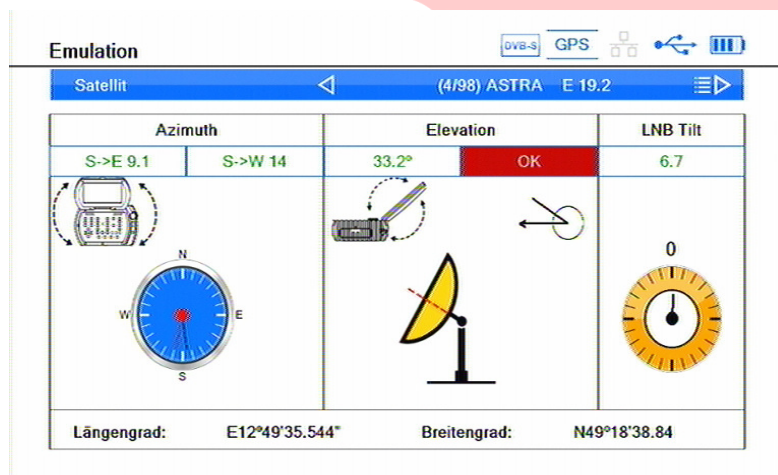 Emulation DVB-S GPS
Satellit (4/98) ASTRA E 19.2
Azimuth Elevation LNB Tilt
S->E 9.1 S->W 14 33.2° OK 6.7
N
W E
S
0
Längengrad: E12°49'35.544" Breitengrad: N49°18'38.84